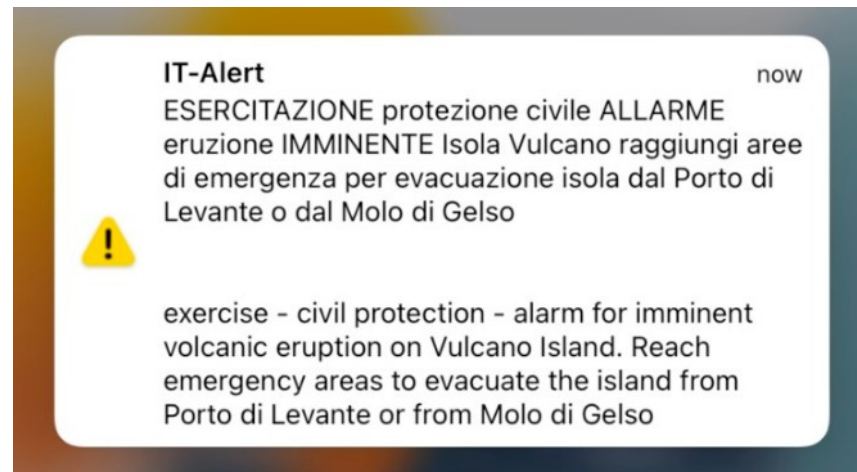 IT-Alert now
ESERCITAZIONE protezione civile ALLARME
eruzione IMMINENTE Isola Vulcano raggiungi aree
di emergenza per evacuazione isola dal Porto di
Levante o dal Molo di Gelso
exercise - civil protection - alarm for imminent
volcanic eruption on Vulcano Island. Reach
emergency areas to evacuate the island from
Porto di Levante or from Molo di Gelso